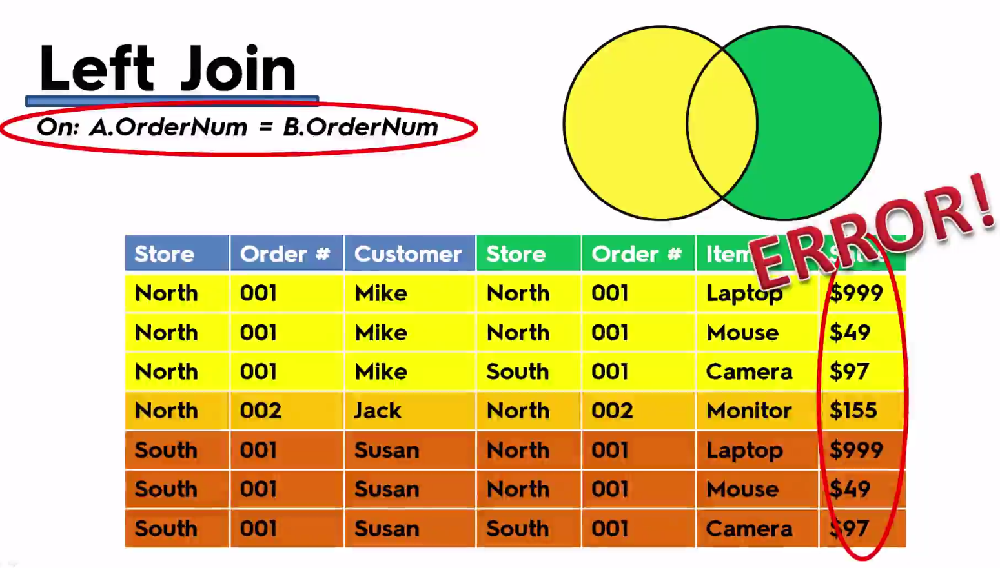 Left Join
On: A.OrderNum = B.OrderNum
ERROR!
Store Order # Customer Store Order # Item
North 001 Mike North 001 Laptop $999
North 001 Mike North 001 Mouse $49
North 001 Mike South 001 Camera $97
North 002 Jack North 002 Monitor $155
South 001 Susan North 001 Laptop $999
South 001 Susan North 001 Mouse $49
South 001 Susan South 001 Camera $97